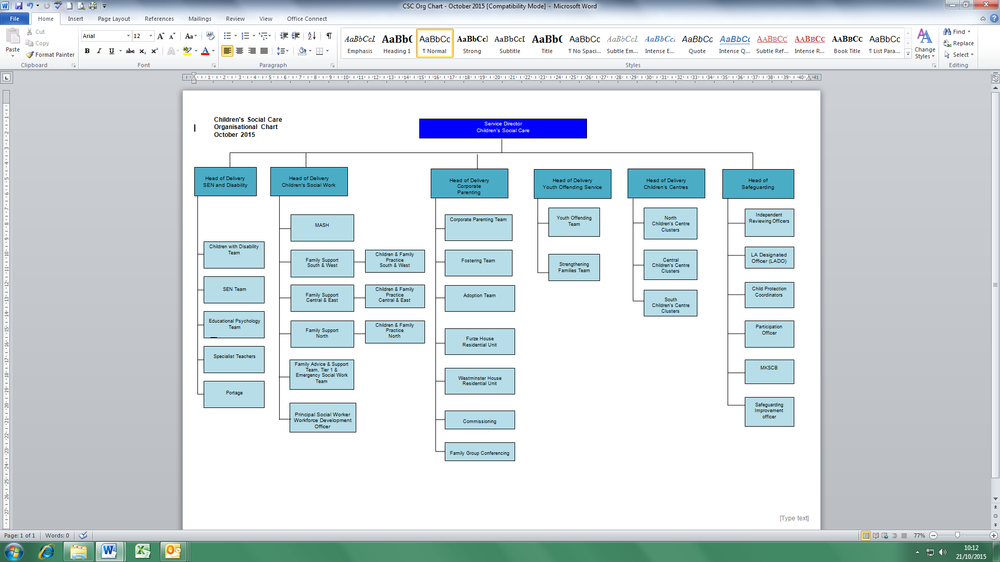 CSC Org Chart - October 2015 [Compatibility Mode] - Microsoft Word
File Home Insert Page Layout References Mailings Review View Office Connect
Paste
Cut
Copy
Format Painter
Clipboard
Arial 12
Font
Paragraph
AaBbCcI AaBb( AaBbCc AaBbCcI AaBbCcI AaBb( AaBbCc AaBbCcI AaBbCcI AaBbCc AaBbCc AABBCC AABBCC AABBCC AaBbCc
Emphasis Heading 1 ¶ Normal Strong Subtitle Title ¶ No Spaci... Subtle Em... Intense E... Quote Intense Q... Subtle Ref... Intense R... Book Title ¶ List Para...
Styles
Change
Styles
Find
Replace
Select
Editing
Children's Social Care
Organisational Chart
October 2015
Service Director
Children's Social Care
Head of Delivery
SEN and Disability
Children with Disability
Team
SEN Team
Educational Psychology
Team
Specialist Teachers
Portage
Head of Delivery
Children's Social Work
MASH
Family Support
South & West
Children & Family
Practice
South & West
Family Support
Central & East
Children & Family
Practice
Central & East
Family Support
North
Children & Family
Practice
North
Family Advice & Support
Team, Tier 1 &
Emergency Social Work
Team
Principal Social Worker
Workforce Development
Officer
Head of Delivery
Corporate
Parenting
Corporate Parenting Team
Fostering Team
Adoption Team
Furze House
Residential Unit
Westminster House
Residential Unit
Commissioning
Family Group Conferencing
Head of Delivery
Youth Offending Service
Youth Offending
Team
Strengthening
Families Team
Head of Delivery
Children's Centres
North
Children's Centre
Clusters
Central
Children's Centre
Clusters
South
Children's Centre
Clusters
Head of
Safeguarding
Independent
Reviewing Officers
LA Designated
Officer (LADO)
Child Protection
Coordinators
Participation
Officer
MKSCB
Safeguarding
Improvement
officer
[Type text]
Page: 1 of 1 Words: 0
77%
10:12
21/10/2015